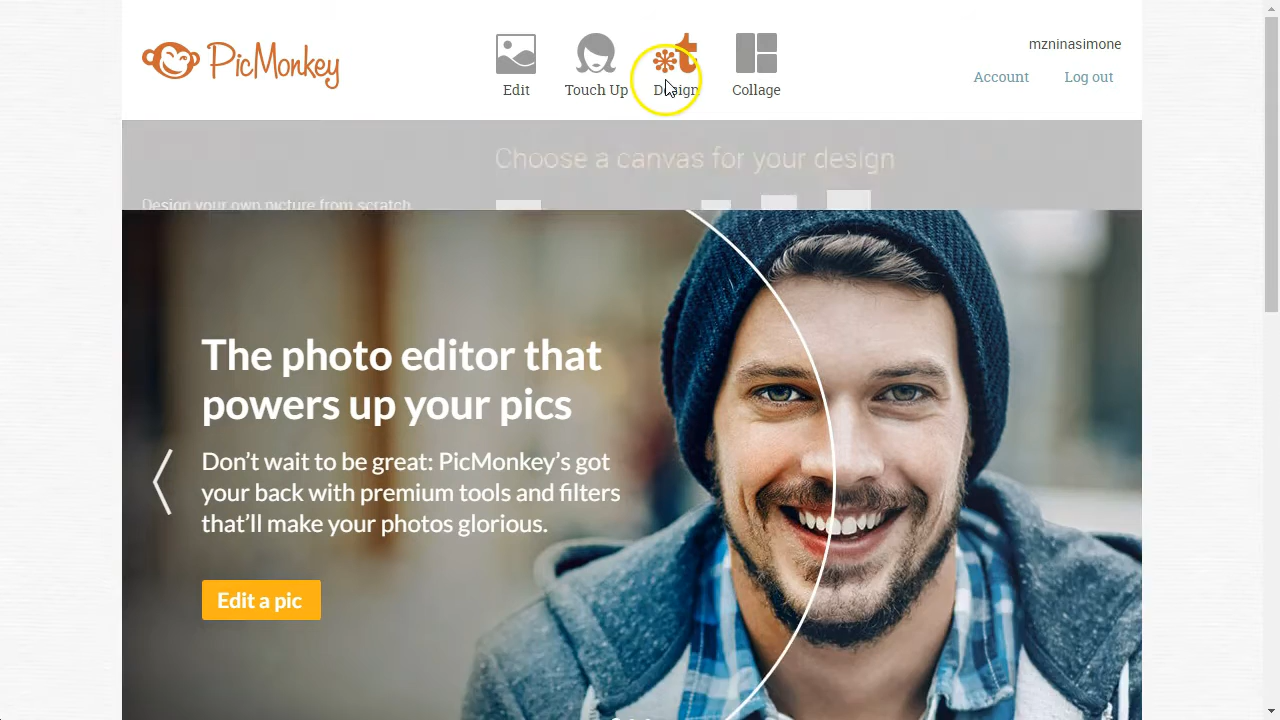 PicMonkey
Edit
Touch Up
Design
Collage
mzninasimone
Account
Log out
Choose a canvas for your design
Design your own picture from scratch
The photo editor that
powers up your pics
Don't wait to be great: PicMonkey's got
your back with premium tools and filters
that'll make your photos glorious.
Edit a pic